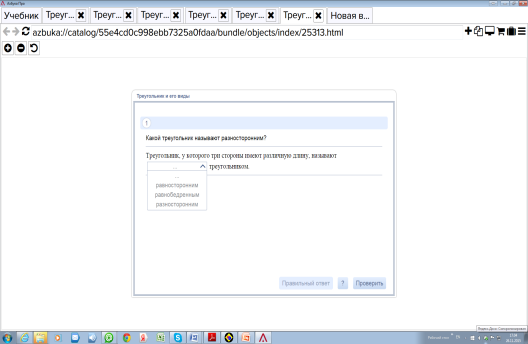 АзбукаПро
Учебник Треуг... Треуг... Треуг... Треуг... Треуг... Треуг... Новая в...
azbuka://catalog/55e4cd0c998ebb7325a0fdaa/bundle/objects/index/25313.html
Треугольник и его виды
1
Какой треугольник называют разносторонним?
Треугольник, у которого три стороны имеют различную длину, называют
... треугольником.
...
равносторонним
равнобедренным
разносторонним
Правильный ответ ? Проверить